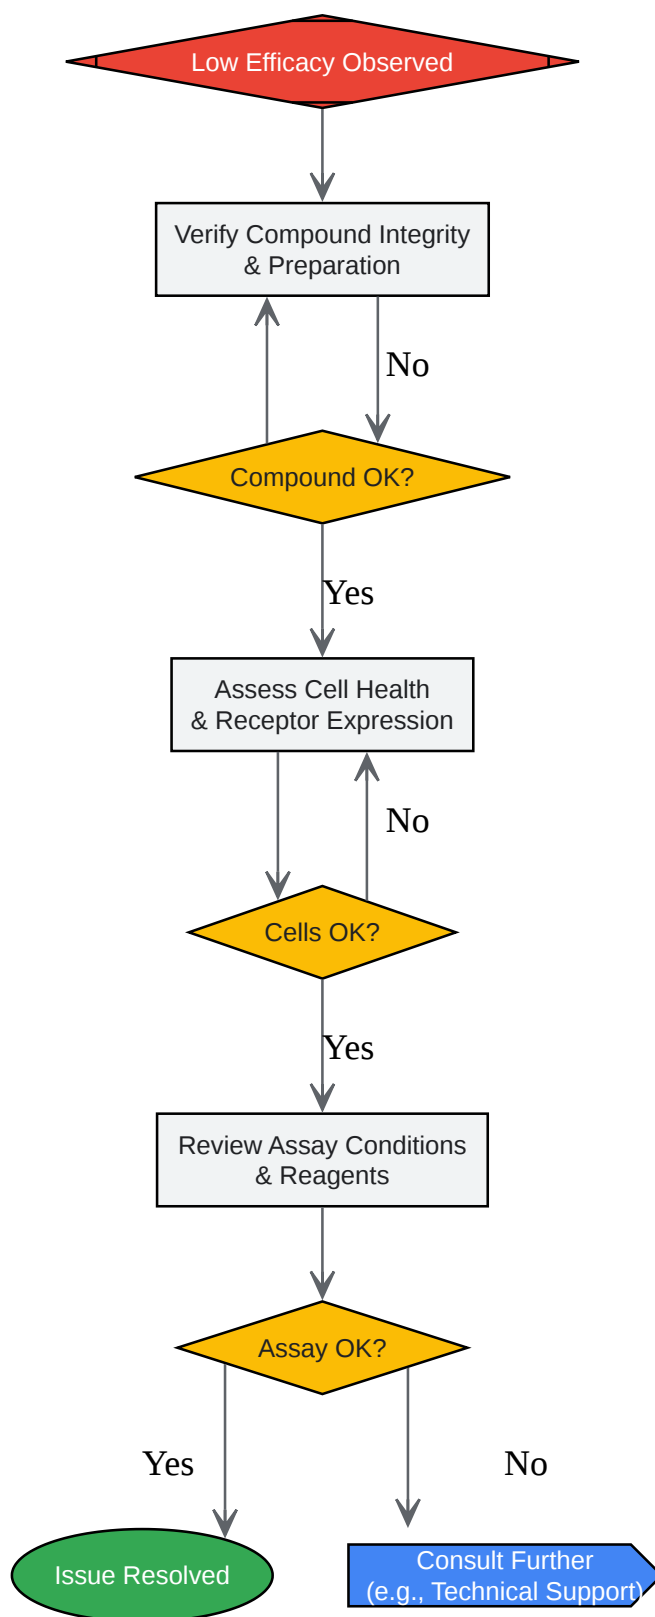 Low Efficacy Observed
Verify Compound Integrity
& Preparation
No
Compound OK?
Yes
Assess Cell Health
& Receptor Expression
No
Cells OK?
Yes
Review Assay Conditions
& Reagents
Assay OK?
Yes
No
Issue Resolved
Consult Further
(e.g., Technical Support)